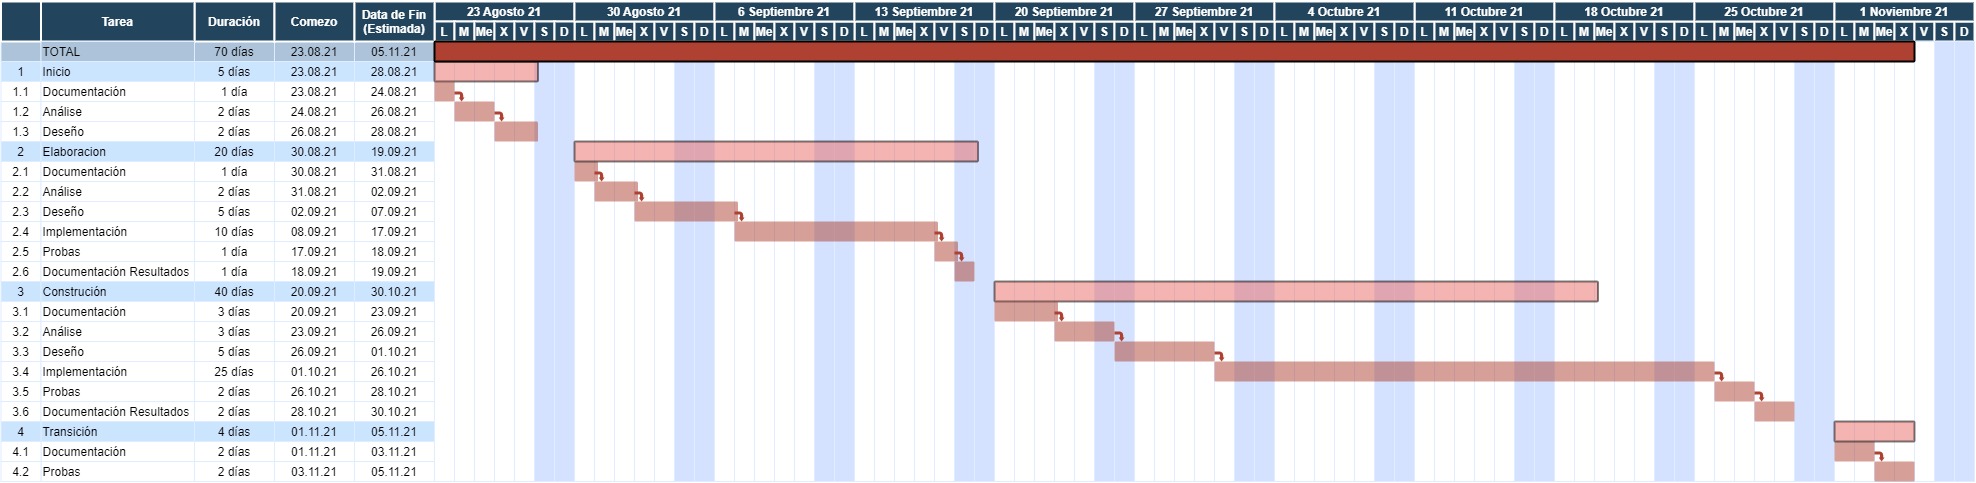 Tarea Duración Comezo Data de Fin (Estimada) 23 Agosto 21 30 Agosto 21 6 Septiembre 21 13 Septiembre 21 20 Septiembre 21 27 Septiembre 21 4 Octubre 21 11 Octubre 21 18 Octubre 21 25 Octubre 21 1 Noviembre 21
L M Me X V S D L M Me X V S D L M Me X V S D L M Me X V S D L M Me X V S D L M Me X V S D L M Me X V S D L M Me X V S D L M Me X V S D L M Me X V S D L M Me X V S D
TOTAL 70 días 23.08.21 05.11.21
1 Inicio 5 días 23.08.21 28.08.21
1.1 Documentación 1 día 23.08.21 24.08.21
1.2 Análise 2 días 24.08.21 26.08.21
1.3 Deseño 2 días 26.08.21 28.08.21
2 Elaboracion 20 días 30.08.21 19.09.21
2.1 Documentación 1 día 30.08.21 31.08.21
2.2 Análise 2 días 31.08.21 02.09.21
2.3 Deseño 5 días 02.09.21 07.09.21
2.4 Implementación 10 días 08.09.21 17.09.21
2.5 Probas 1 día 17.09.21 18.09.21
2.6 Documentación Resultados 1 día 18.09.21 19.09.21
3 Construción 40 días 20.09.21 30.10.21
3.1 Documentación 3 días 20.09.21 23.09.21
3.2 Análise 3 días 23.09.21 26.09.21
3.3 Deseño 5 días 26.09.21 01.10.21
3.4 Implementación 25 días 01.10.21 26.10.21
3.5 Probas 2 días 26.10.21 28.10.21
3.6 Documentación Resultados 2 días 28.10.21 30.10.21
4 Transición 4 días 01.11.21 05.11.21
4.1 Documentación 2 días 01.11.21 03.11.21
4.2 Probas 2 días 03.11.21 05.11.21